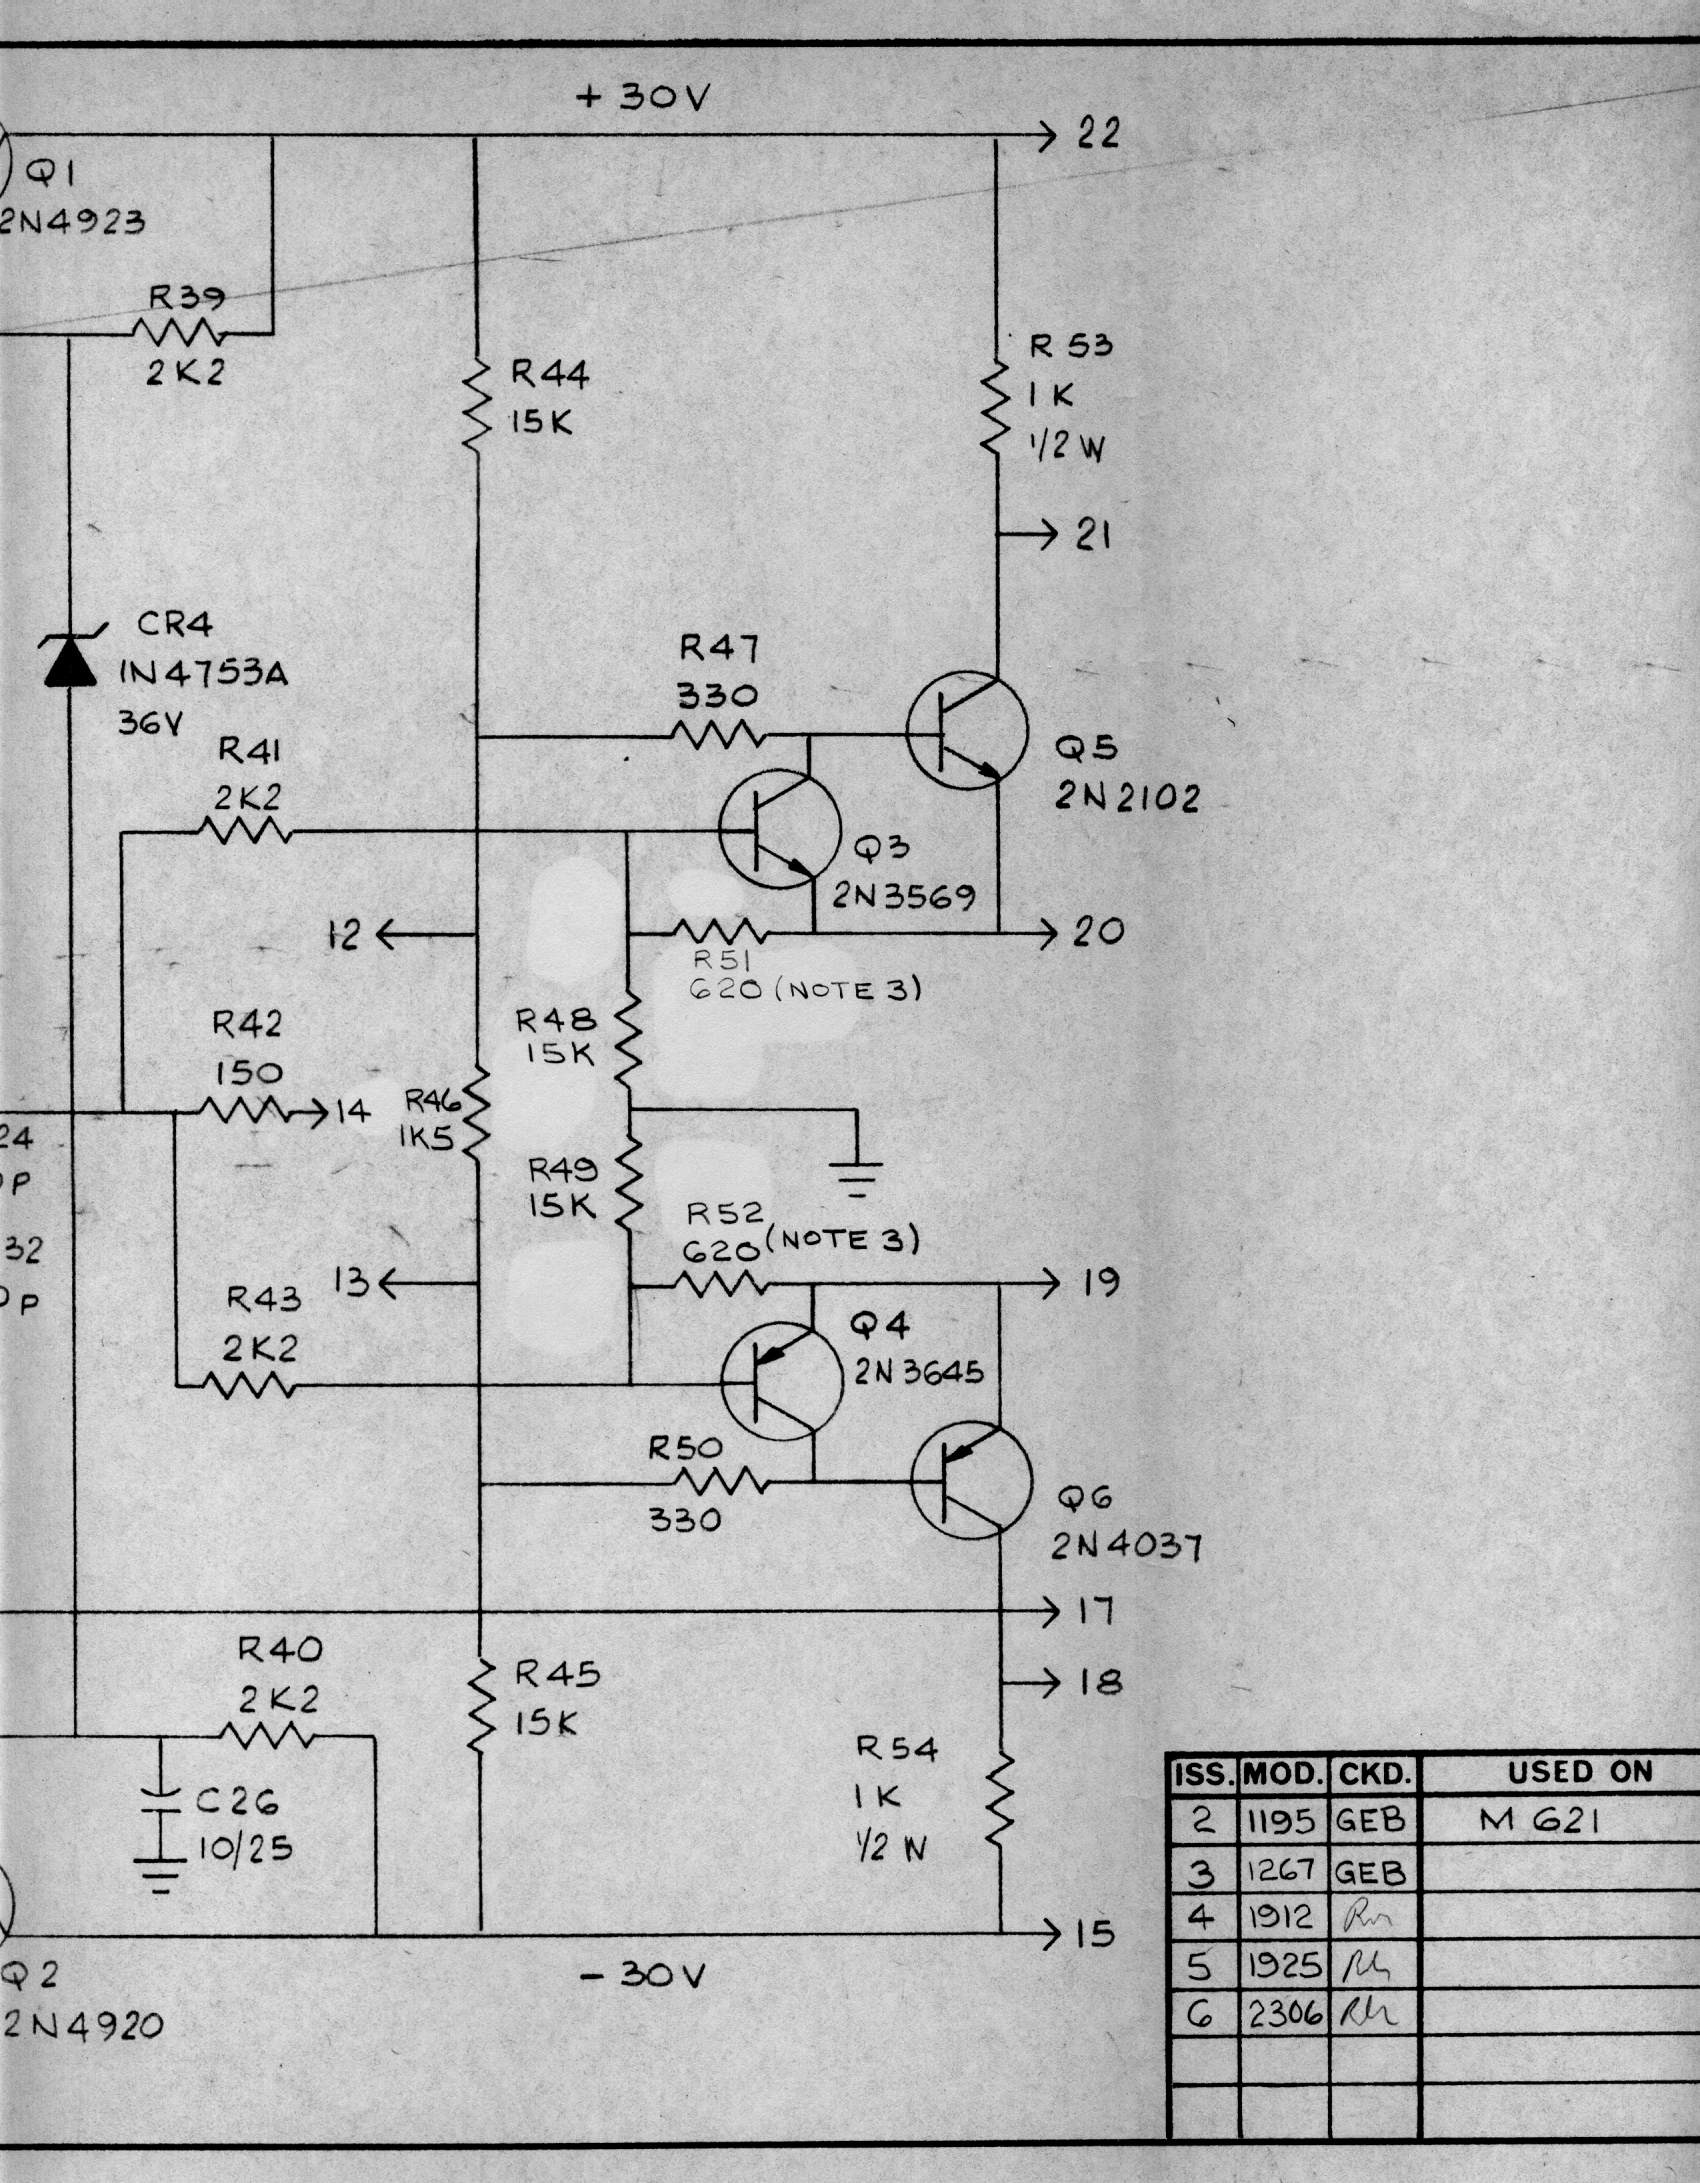 + 30V
22
Q1
2N4923
R39
2K2
R44
15K
R 53
1 K
1/2 W
21
CR4
IN4753A
36V
R47
330
Q5
2N2102
R41
2K2
Q3
2N3569
12
20
R51
620 (NOTE 3)
R42
150
14
R48
15K
R46
1K5
24
P
R49
15K
R52
620 (NOTE 3)
32
P
13
19
R43
2K2
Q4
2N3645
R50
330
Q6
2N4037
17
R40
2K2
R45
15K
18
C26
10/25
R54
1K
1/2 W
15
- 30V
Q2
2N4920
ISS. MOD. CKD. USED ON
2 1195 GEB M 621
3 1267 GEB
4 1912
5 1925
6 2306